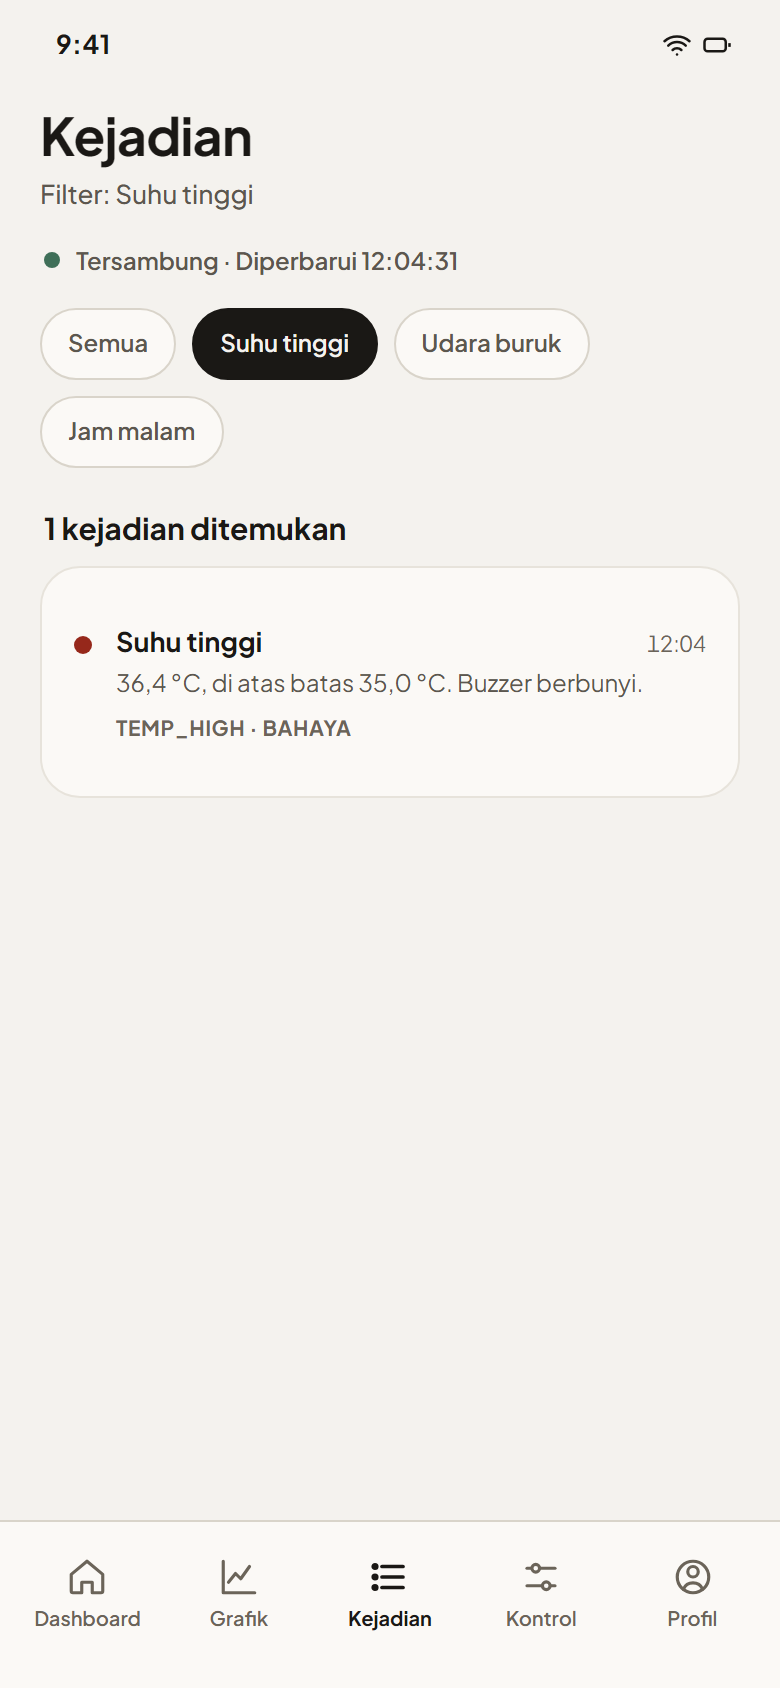 9:41
Kejadian
Filter: Suhu tinggi
Tersambung · Diperbarui 12:04:31
Semua
Suhu tinggi
Udara buruk
Jam malam
1 kejadian ditemukan
Suhu tinggi
12:04
36,4 °C, di atas batas 35,0 °C. Buzzer berbunyi.
TEMP_HIGH · BAHAYA
Dashboard
Grafik
Kejadian
Kontrol
Profil